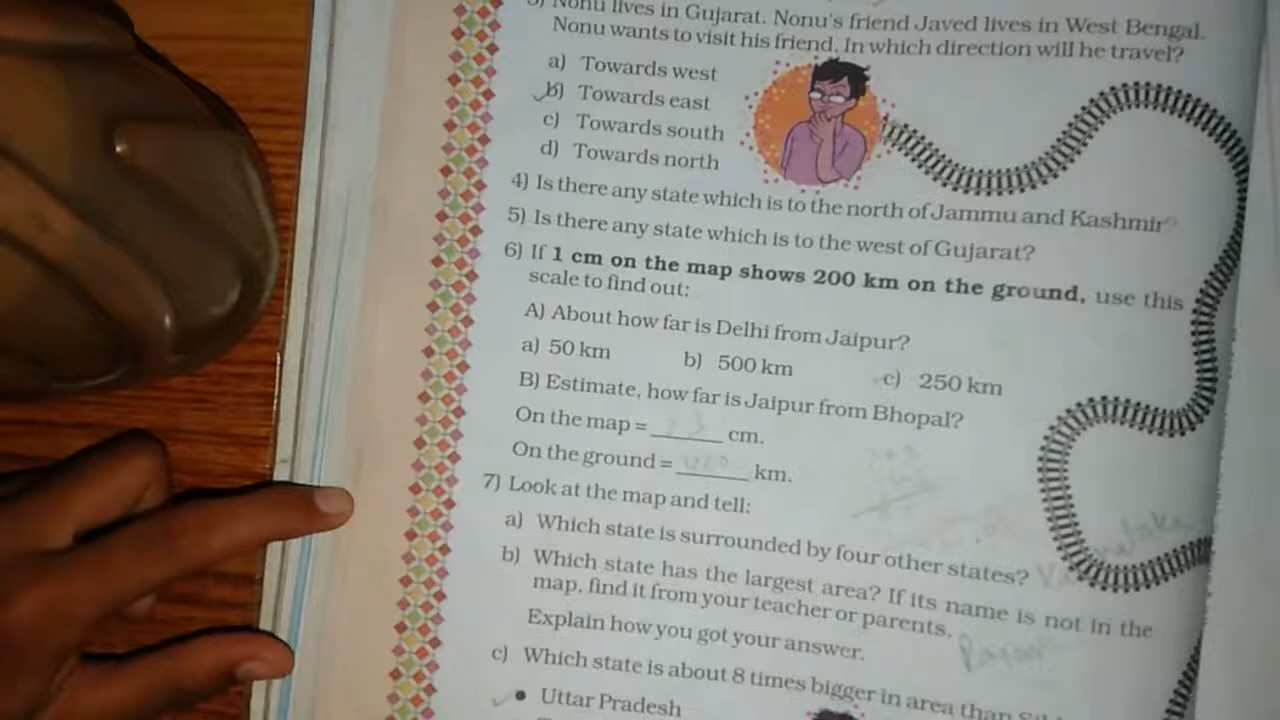 3) Nonu lives in Gujarat. Nonu's friend Javed lives in West Bengal.
Nonu wants to visit his friend. In which direction will he travel?
a) Towards west
b) Towards east
c) Towards south
d) Towards north
4) Is there any state which is to the north of Jammu and Kashmir?
5) Is there any state which is to the west of Gujarat?
6) If 1 cm on the map shows 200 km on the ground, use this
scale to find out:
A) About how far is Delhi from Jaipur?
a) 50 km b) 500 km c) 250 km
B) Estimate, how far is Jaipur from Bhopal?
On the map = ______ cm.
On the ground = ______ km.
7) Look at the map and tell:
a) Which state is surrounded by four other states?
b) Which state has the largest area? If its name is not in the
map, find it from your teacher or parents.
Explain how you got your answer.
c) Which state is about 8 times bigger in area than
Uttar Pradesh